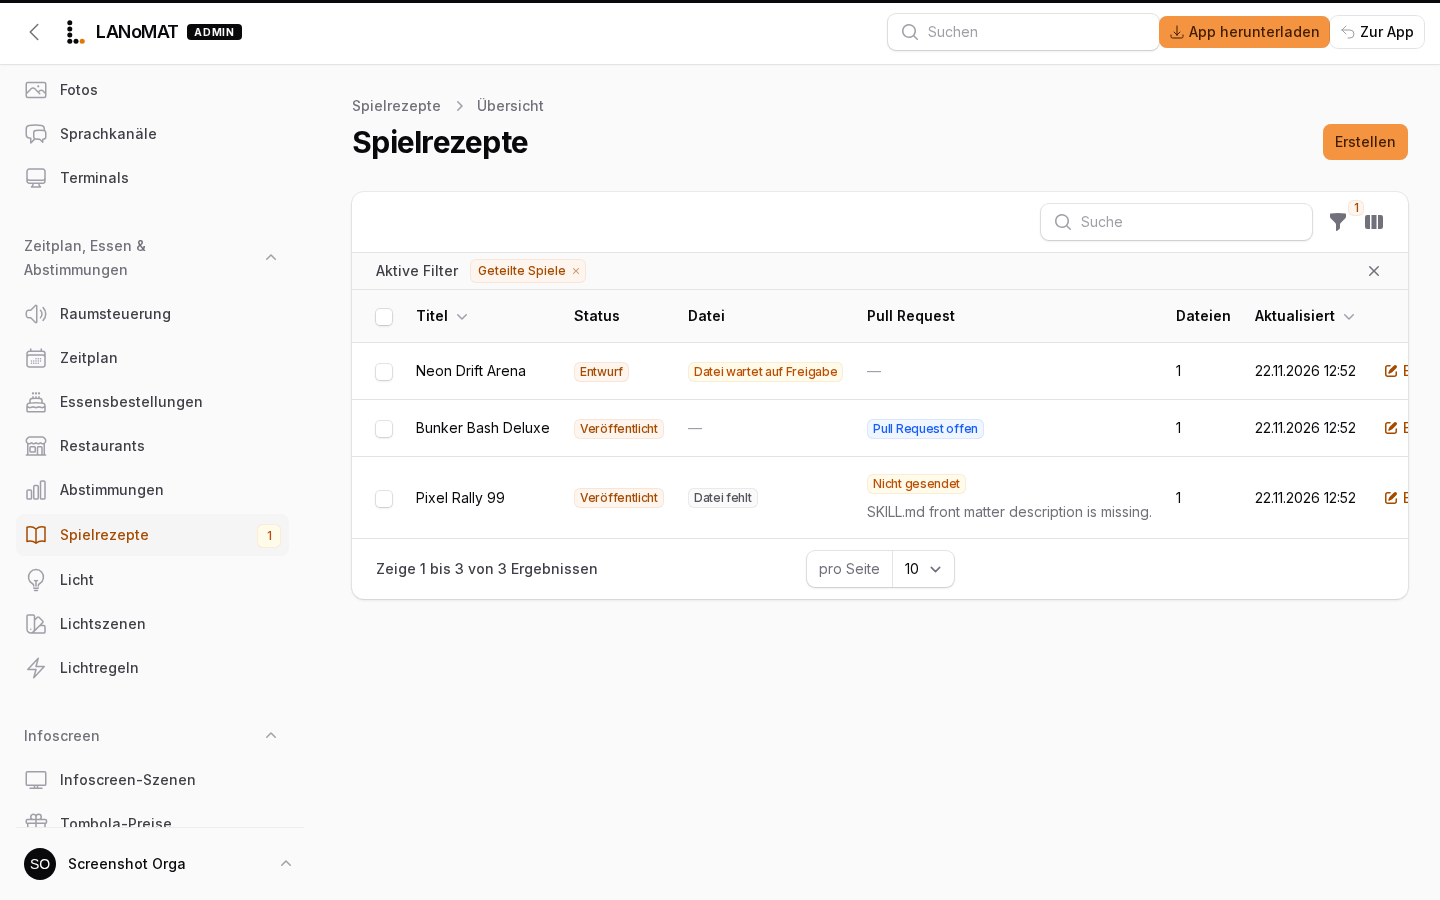 LANoMAT ADMIN
Suchen
App herunterladen
Zur App
Fotos
Sprachkanäle
Terminals
Zeitplan, Essen &
Abstimmungen
Raumsteuerung
Zeitplan
Essensbestellungen
Restaurants
Abstimmungen
Spielrezepte 1
Licht
Lichtszenen
Lichtregeln
Infoscreen
Infoscreen-Szenen
Tombola-Preise
SO Screenshot Orga
Spielrezepte Übersicht
Spielrezepte
Erstellen
Suche
1
Aktive Filter Geteilte Spiele ×
Titel Status Datei Pull Request Dateien Aktualisiert
Neon Drift Arena Entwurf Datei wartet auf Freigabe — 1 22.11.2026 12:52
Bunker Bash Deluxe Veröffentlicht — Pull Request offen 1 22.11.2026 12:52
Pixel Rally 99 Veröffentlicht Datei fehlt Nicht gesendet 1 22.11.2026 12:52
SKILL.md front matter description is missing.
Zeige 1 bis 3 von 3 Ergebnissen
pro Seite 10